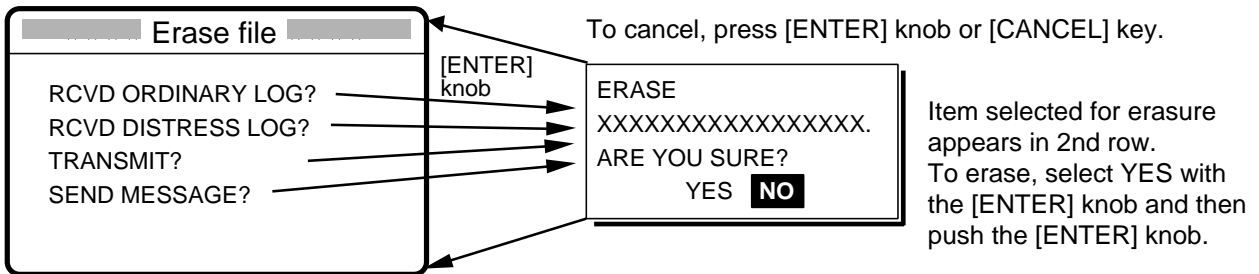 Erase file
RCVD ORDINARY LOG?
RCVD DISTRESS LOG?
TRANSMIT?
SEND MESSAGE?
[ENTER]
knob
To cancel, press [ENTER] knob or [CANCEL] key.
ERASE
XXXXXXXXXXXXXXXXX.
ARE YOU SURE?
YES NO
Item selected for erasure
appears in 2nd row.
To erase, select YES with
the [ENTER] knob and then
push the [ENTER] knob.